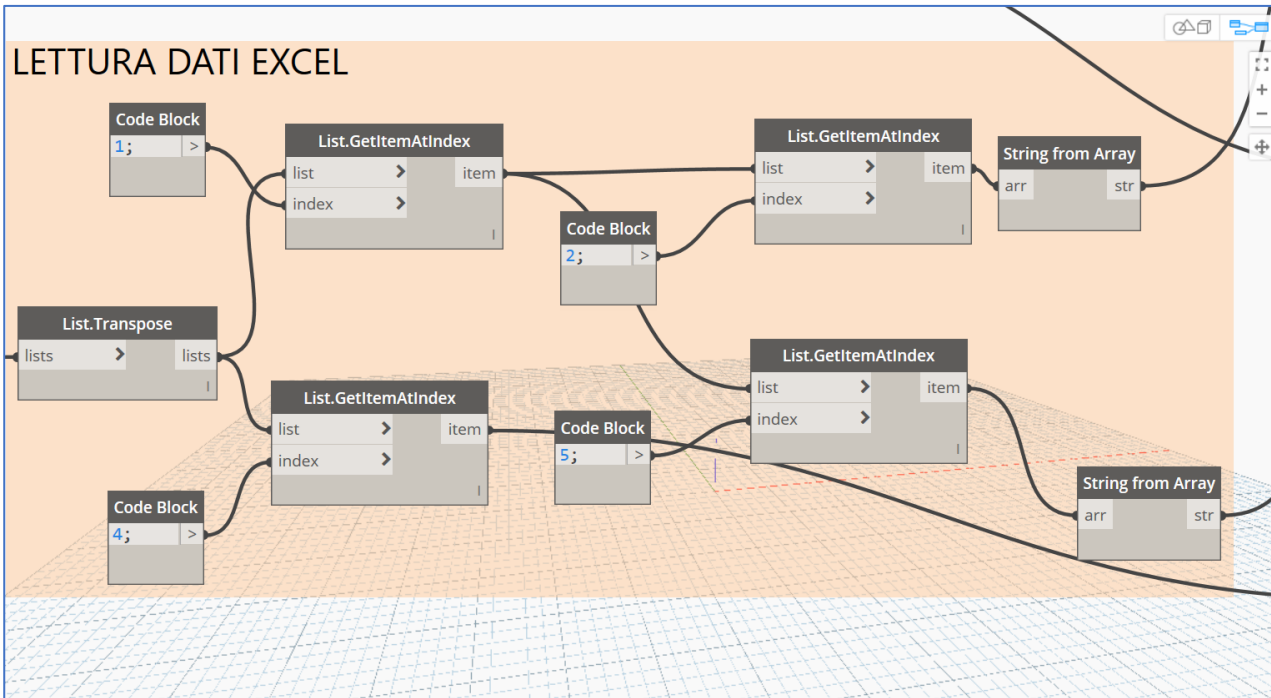 LETTURA DATI EXCEL
Code Block
1; >
List.GetItemAtIndex
list > item
index >
l
Code Block
2; >
List.GetItemAtIndex
list > item
index >
l
String from Array
arr str
List.Transpose
lists > lists
l
List.GetItemAtIndex
list > item
index >
l
Code Block
4; >
Code Block
5; >
List.GetItemAtIndex
list > item
index >
l
String from Array
arr str